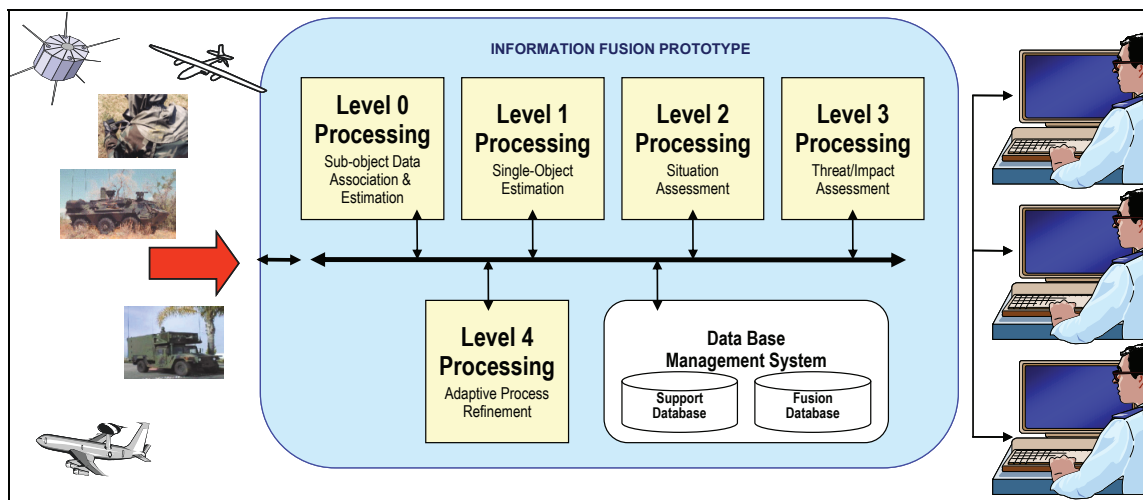 INFORMATION FUSION PROTOTYPE
Level 0
Processing
Sub-object Data
Association &
Estimation
Level 1
Processing
Single-Object
Estimation
Level 2
Processing
Situation
Assessment
Level 3
Processing
Threat/Impact
Assessment
Level 4
Processing
Adaptive Process
Refinement
Data Base
Management System
Support
Database
Fusion
Database